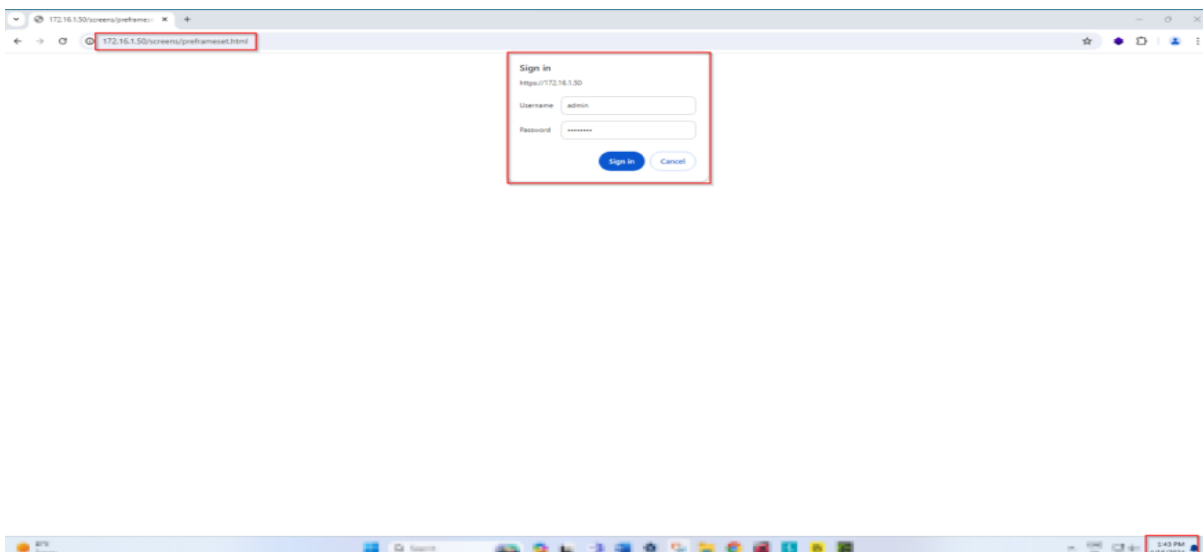 172.16.1.50/screens/preframes
172.16.1.50/screens/preframeset.html
Sign in
https://172.16.1.50
Username admin
Password ••••••••
Sign in Cancel
Search
1:43 PM